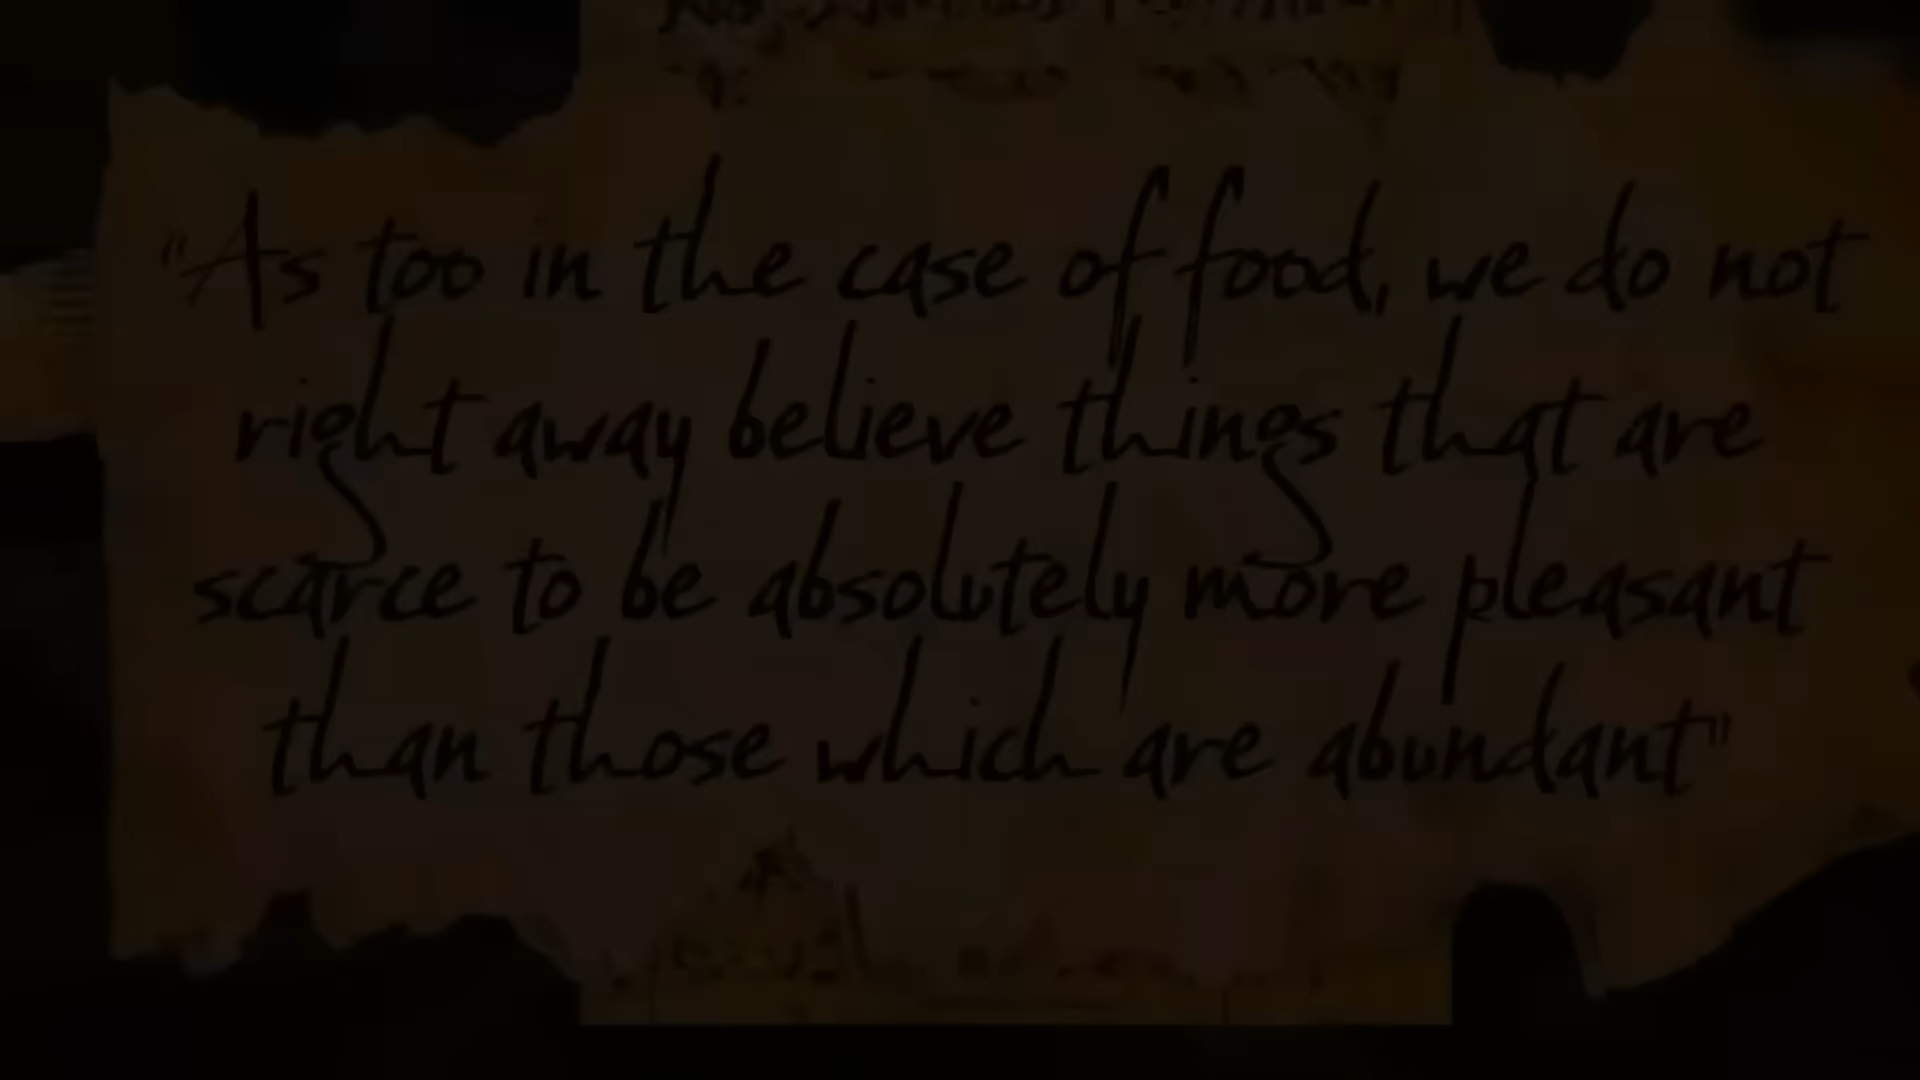 "As too in the case of food, we do not
right away believe things that are
scarce to be absolutely more pleasant
than those which are abundant"